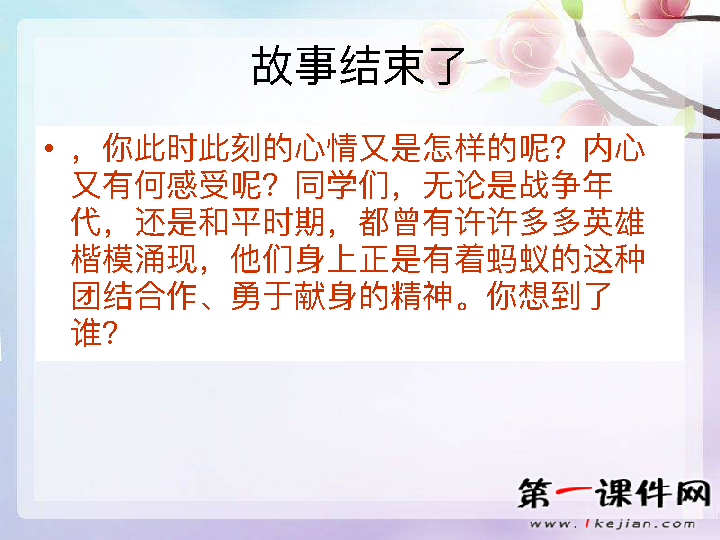 故事结束了
• ，你此时此刻的心情又是怎样的呢？内心
又有何感受呢？同学们，无论是战争年
代，还是和平时期，都曾有许许多多英雄
楷模涌现，他们身上正是有着蚂蚁的这种
团结合作、勇于献身的精神。你想到了
谁？
第一课件网
www.1kejian.com